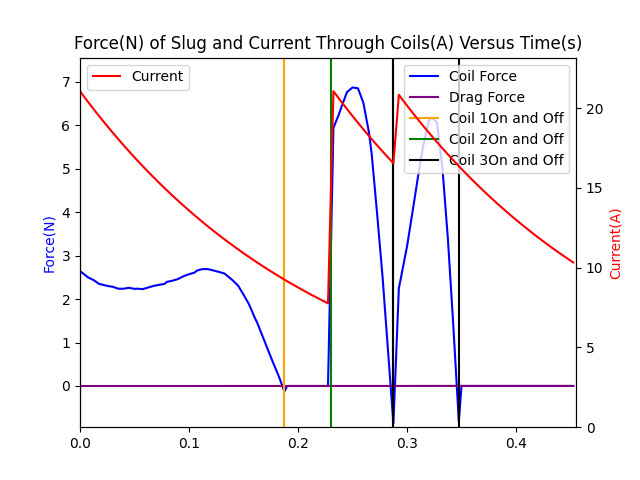 Force(N) of Slug and Current Through Coils(A) Versus Time(s)
Current
Coil Force
Drag Force
Coil 1On and Off
Coil 2On and Off
Coil 3On and Off
Force(N)
7
6
5
4
3
2
1
0
Current(A)
20
15
10
5
0
0.0 0.1 0.2 0.3 0.4